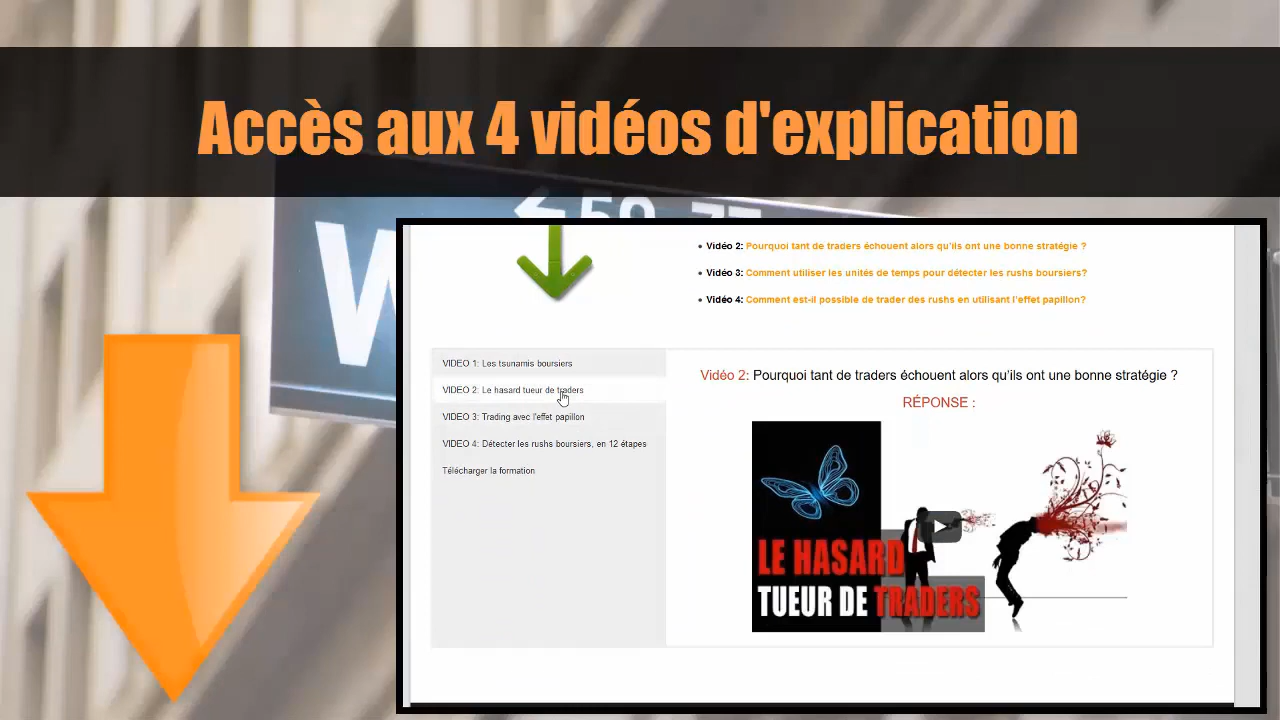 Accès aux 4 vidéos d'explication
W
59.77
• Vidéo 2: Pourquoi tant de traders échouent alors qu'ils ont une bonne stratégie ?
• Vidéo 3: Comment utiliser les unités de temps pour détecter les rushs boursiers?
• Vidéo 4: Comment est-il possible de trader des rushs en utilisant l'effet papillon?
VIDEO 1: Les tsunamis boursiers
VIDEO 2: Le hasard tueur de traders
VIDEO 3: Trading avec l'effet papillon
VIDEO 4: Détecter les rushs boursiers, en 12 étapes
Télécharger la formation
Vidéo 2: Pourquoi tant de traders échouent alors qu'ils ont une bonne stratégie ?
RÉPONSE :
LE HASARD
TUEUR DE TRADERS